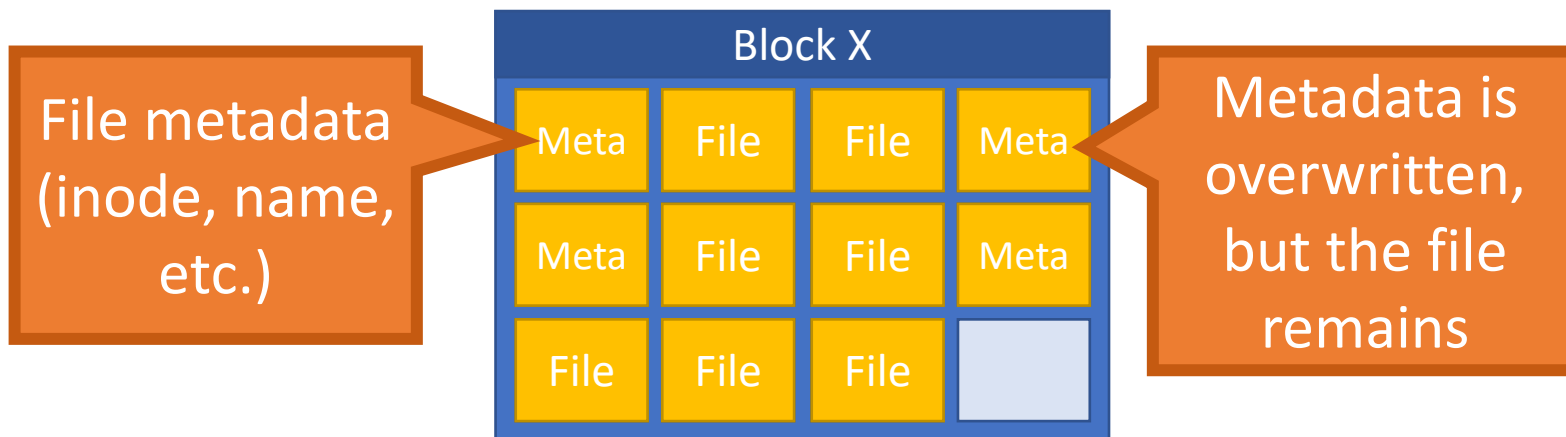 Block X
File metadata
(inode, name,
etc.)
Meta File File Meta
Meta File File Meta
File File File
Metadata is
overwritten,
but the file
remains